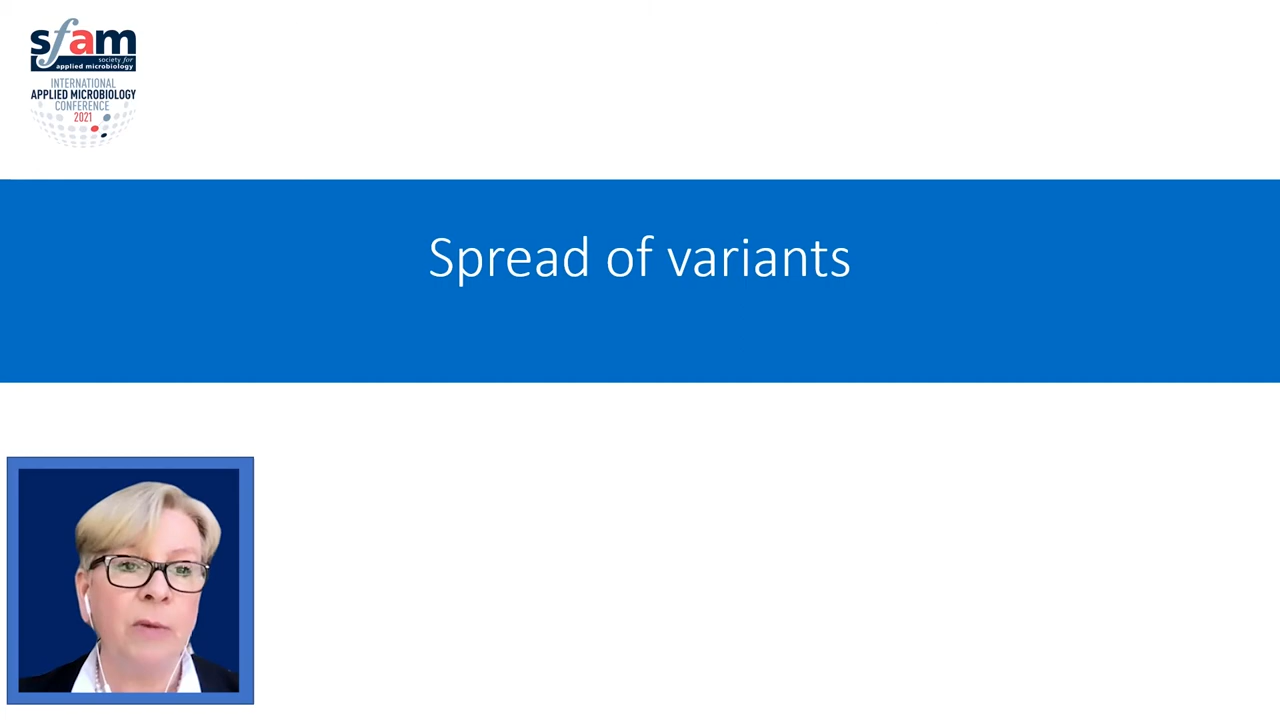 sfam
society for
applied microbiology
INTERNATIONAL
APPLIED MICROBIOLOGY
CONFERENCE
2021
Spread of variants